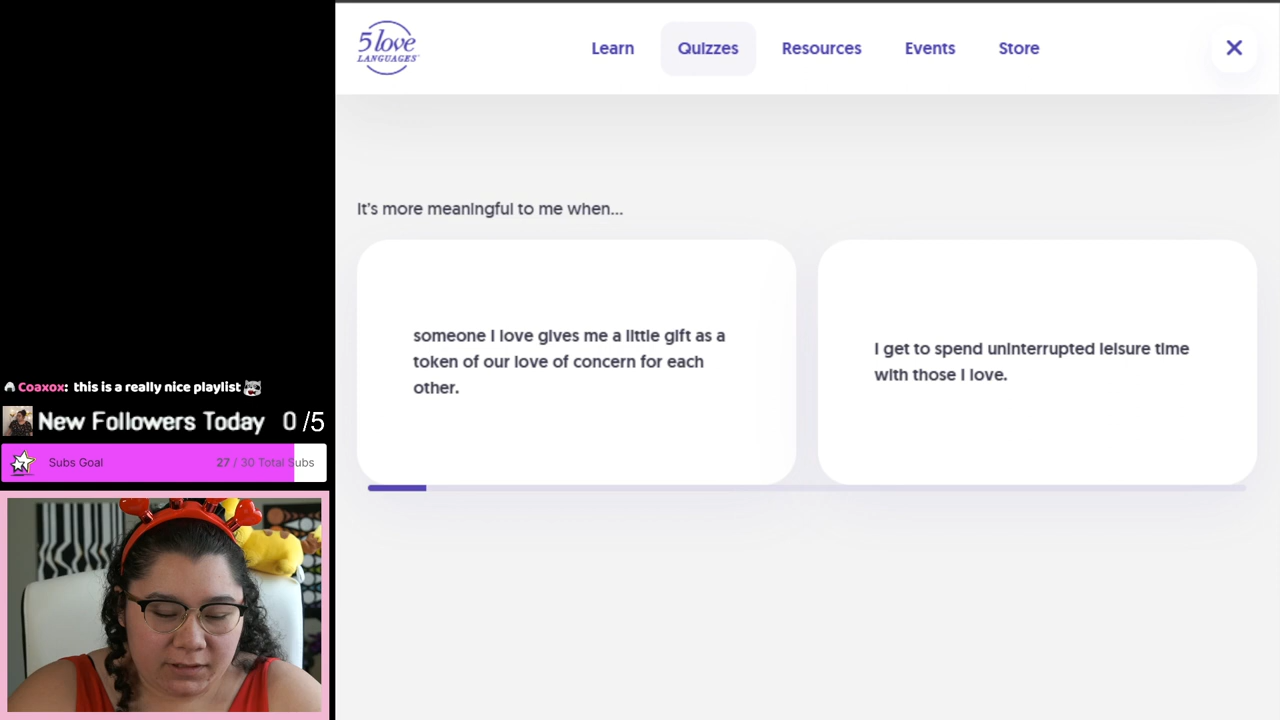 5 love
LANGUAGES
Learn
Quizzes
Resources
Events
Store
It's more meaningful to me when...
someone I love gives me a little gift as a
token of our love of concern for each
other.
I get to spend uninterrupted leisure time
with those I love.
Coaxox: this is a really nice playlist
New Followers Today 0 /5
Subs Goal 27 / 30 Total Subs